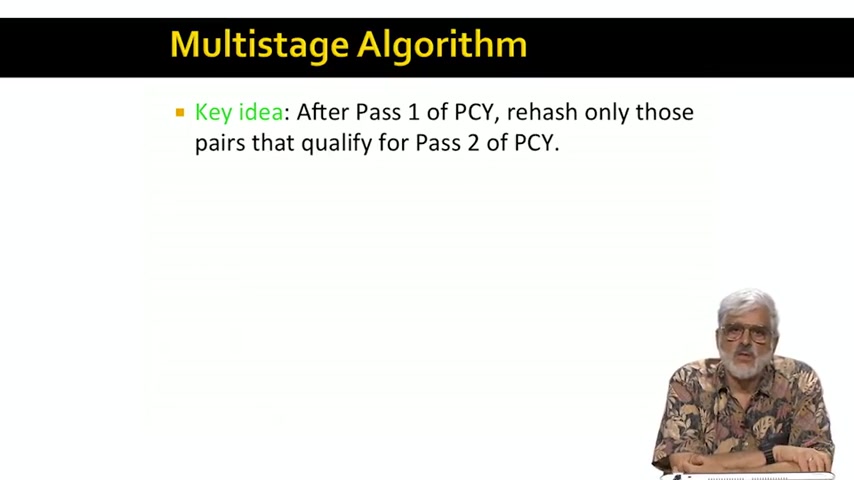 Multistage Algorithm
Key idea: After Pass 1 of PCY, rehash only those
pairs that qualify for Pass 2 of PCY.